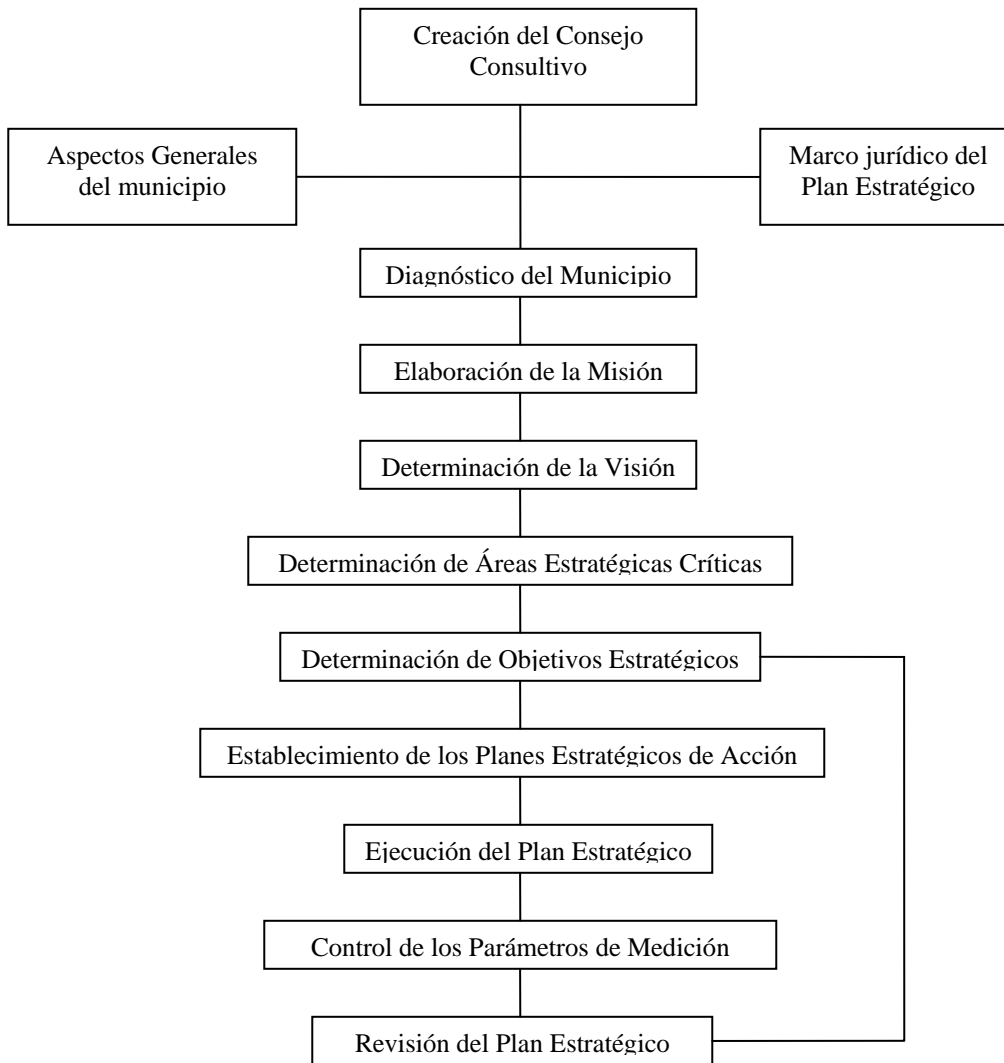 Creación del Consejo
Consultivo
Aspectos Generales
del municipio
Marco jurídico del
Plan Estratégico
Diagnóstico del Municipio
Elaboración de la Misión
Determinación de la Visión
Determinación de Áreas Estratégicas Críticas
Determinación de Objetivos Estratégicos
Establecimiento de los Planes Estratégicos de Acción
Ejecución del Plan Estratégico
Control de los Parámetros de Medición
Revisión del Plan Estratégico